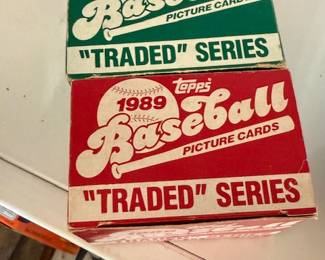 Baseball
PICTURE CARDS
"TRADED" SERIES
topps
1989
Baseball
PICTURE CARDS
"TRADED" SERIES